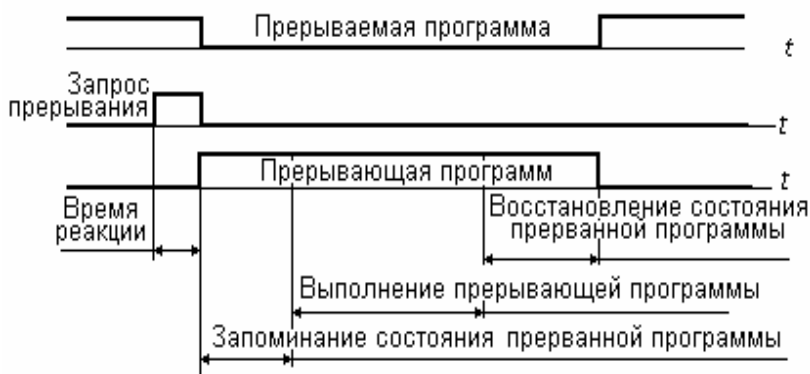 Прерываемая программа
t
Запрос
прерывания
t
Прерывающая программ
t
Время
реакции
Восстановление состояния
прерванной программы
Выполнение прерывающей программы
Запоминание состояния прерванной программы